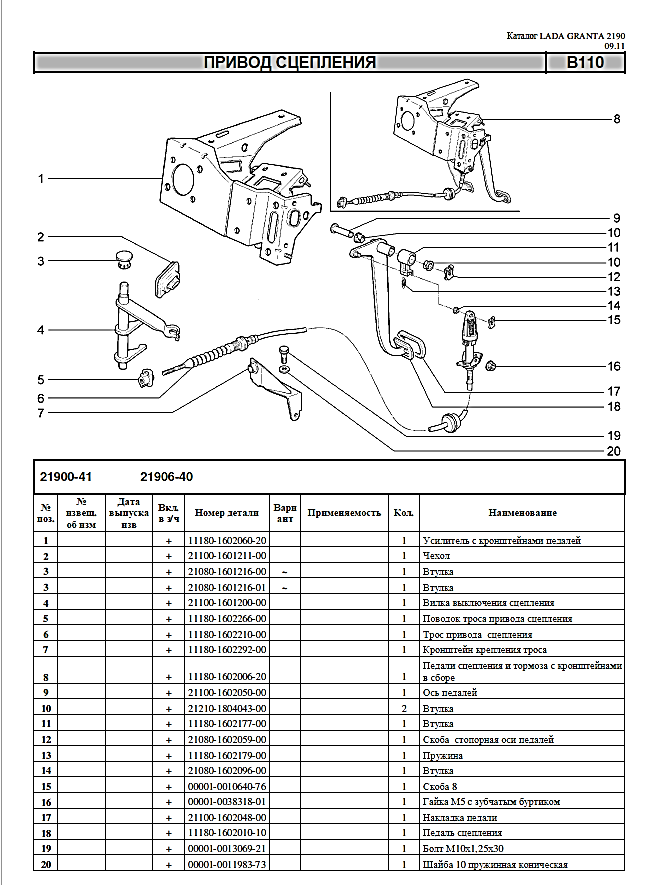 Каталог LADA GRANTA 2190
09.11
ПРИВОД СЦЕПЛЕНИЯ B110
1
2
3
4
5
6
7
8
9
10
11
10
12
13
14
15
16
17
18
19
20
21900-41 21906-40
№ поз. № извещ. об изм Дата выпуска изв Вкл. в з/ч Номер детали Вари ант Применяемость Кол. Наименование
1 + 11180-1602060-20 1 Усилитель с кронштейнами педалей
2 + 21100-1601211-00 1 Чехол
3 + 21080-1601216-00 ~ 1 Втулка
3 + 21080-1601216-01 ~ 1 Втулка
4 + 21100-1601200-00 1 Вилка выключения сцепления
5 + 11180-1602266-00 1 Поводок троса привода сцепления
6 + 11180-1602210-00 1 Трос привода сцепления
7 + 11180-1602292-00 1 Кронштейн крепления троса
8 + 11180-1602006-20 1 Педали сцепления и тормоза с кронштейнами
в сборе
9 + 21100-1602050-00 1 Ось педалей
10 + 21210-1804043-00 2 Втулка
11 + 11180-1602177-00 1 Втулка
12 + 21080-1602059-00 1 Скоба стопорная оси педалей
13 + 11180-1602179-00 1 Пружина
14 + 21080-1602096-00 1 Втулка
15 + 00001-0010640-76 1 Скоба 8
16 + 00001-0038318-01 1 Гайка М5 с зубчатым буртиком
17 + 21100-1602048-00 1 Накладка педали
18 + 11180-1602010-10 1 Педаль сцепления
19 + 00001-0013069-21 1 Болт М10х1,25х30
20 + 00001-0011983-73 1 Шайба 10 пружинная коническая